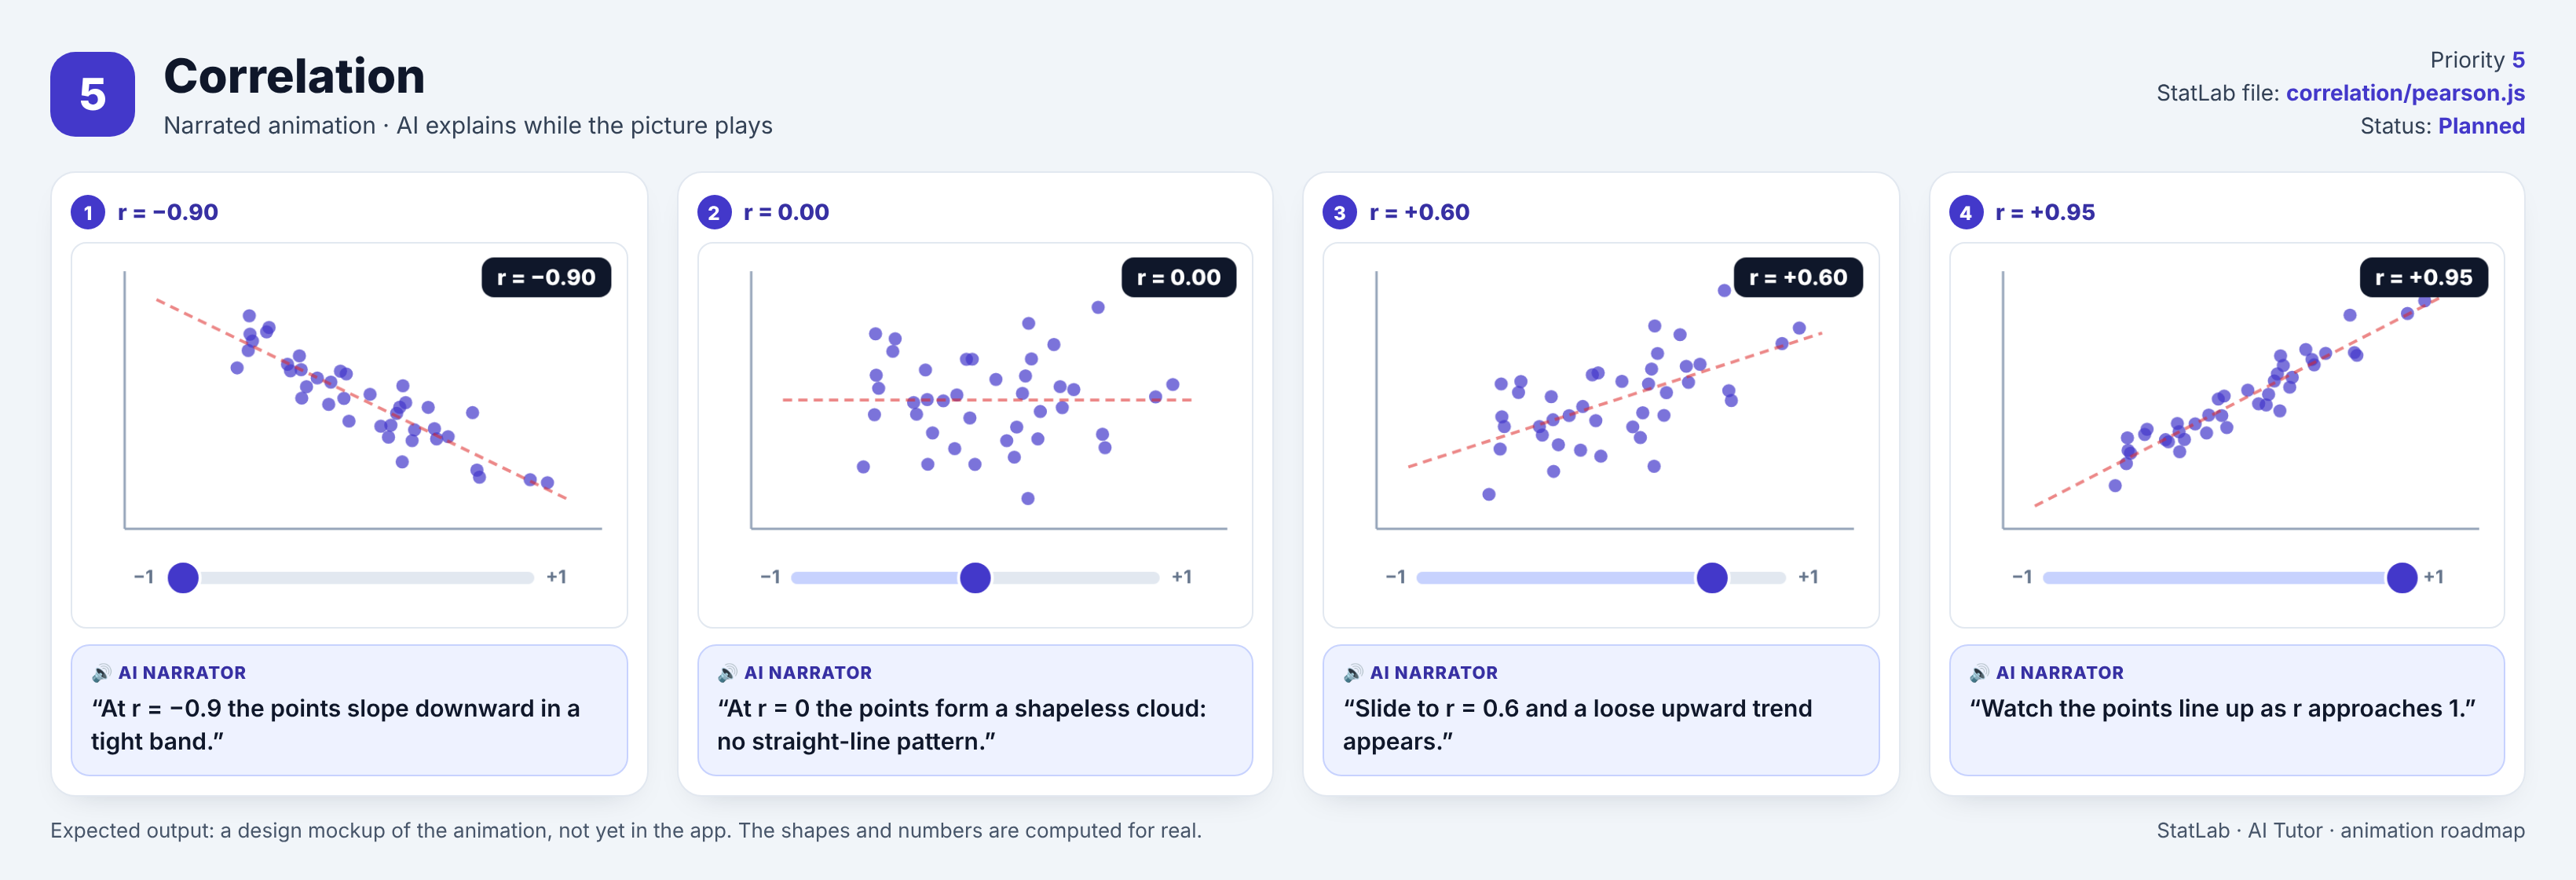 5
Correlation
Narrated animation · AI explains while the picture plays
Priority 5
StatLab file: correlation/pearson.js
Status: Planned
1 r = −0.90
r = −0.90
−1 +1
🔊 AI NARRATOR
“At r = −0.9 the points slope downward in a
tight band.”
2 r = 0.00
r = 0.00
−1 +1
🔊 AI NARRATOR
“At r = 0 the points form a shapeless cloud:
no straight-line pattern.”
3 r = +0.60
r = +0.60
−1 +1
🔊 AI NARRATOR
“Slide to r = 0.6 and a loose upward trend
appears.”
4 r = +0.95
r = +0.95
−1 +1
🔊 AI NARRATOR
“Watch the points line up as r approaches 1.”
Expected output: a design mockup of the animation, not yet in the app. The shapes and numbers are computed for real.
StatLab · AI Tutor · animation roadmap